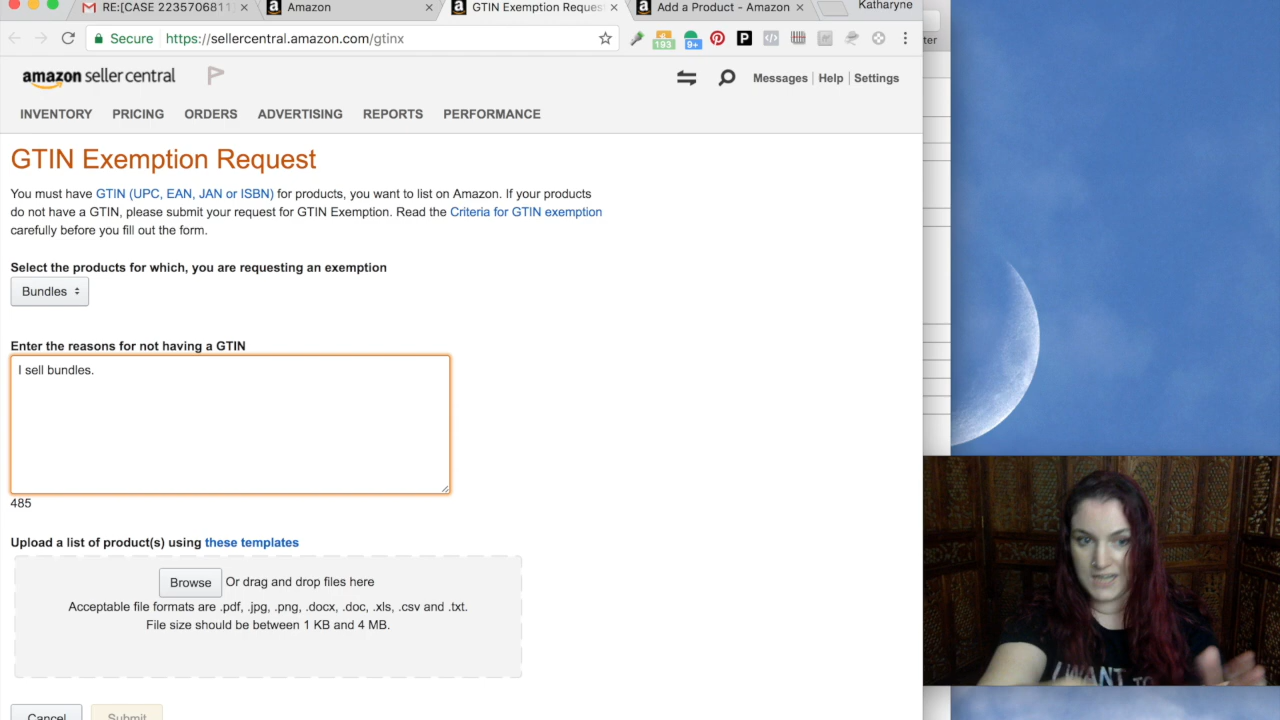 RE:[CASE 2235706811
Amazon
GTIN Exemption Reques
Add a Product - Amazon
Katharyne
Secure
https://sellercentral.amazon.com/gtinx
193
9+
ter
amazon seller central
Messages
Help
Settings
INVENTORY
PRICING
ORDERS
ADVERTISING
REPORTS
PERFORMANCE
GTIN Exemption Request
You must have GTIN (UPC, EAN, JAN or ISBN) for products, you want to list on Amazon. If your products
do not have a GTIN, please submit your request for GTIN Exemption. Read the Criteria for GTIN exemption
carefully before you fill out the form.
Select the products for which, you are requesting an exemption
Bundles
Enter the reasons for not having a GTIN
I sell bundles.
485
Upload a list of product(s) using these templates
Browse Or drag and drop files here
Acceptable file formats are .pdf, .jpg, .png, .docx, .doc, .xls, .csv and .txt.
File size should be between 1 KB and 4 MB.
Cancel
Submit
I WANT TO